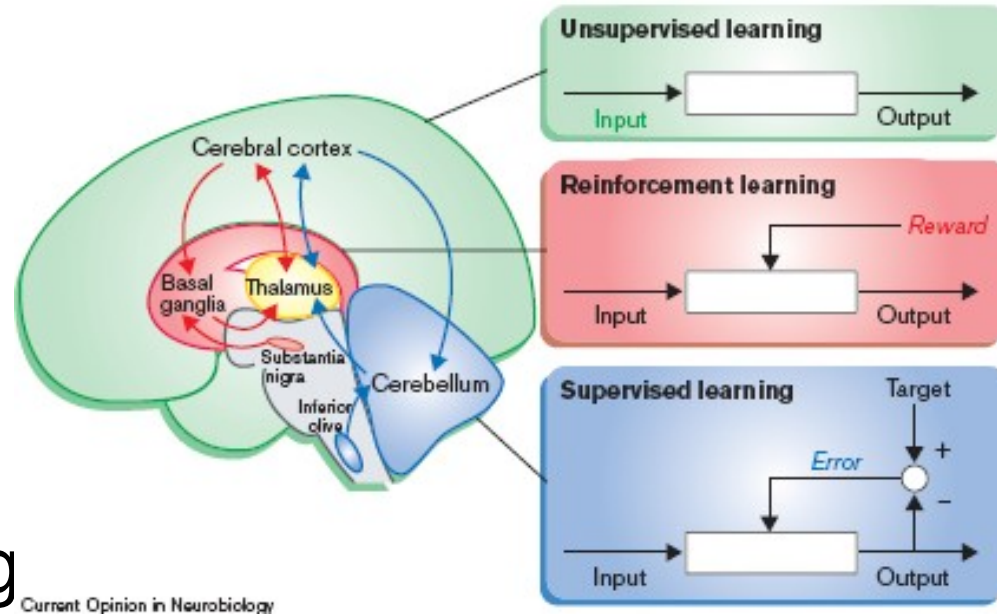 Unsupervised learning
Input
Output
Cerebral cortex
Reinforcement learning
Reward
Input
Output
Basal
ganglia
Thalamus
Substantia
nigra
Cerebellum
Inferior
olive
Supervised learning
Target
Error
+
−
Input
Output
g
Current Opinion in Neurobiology